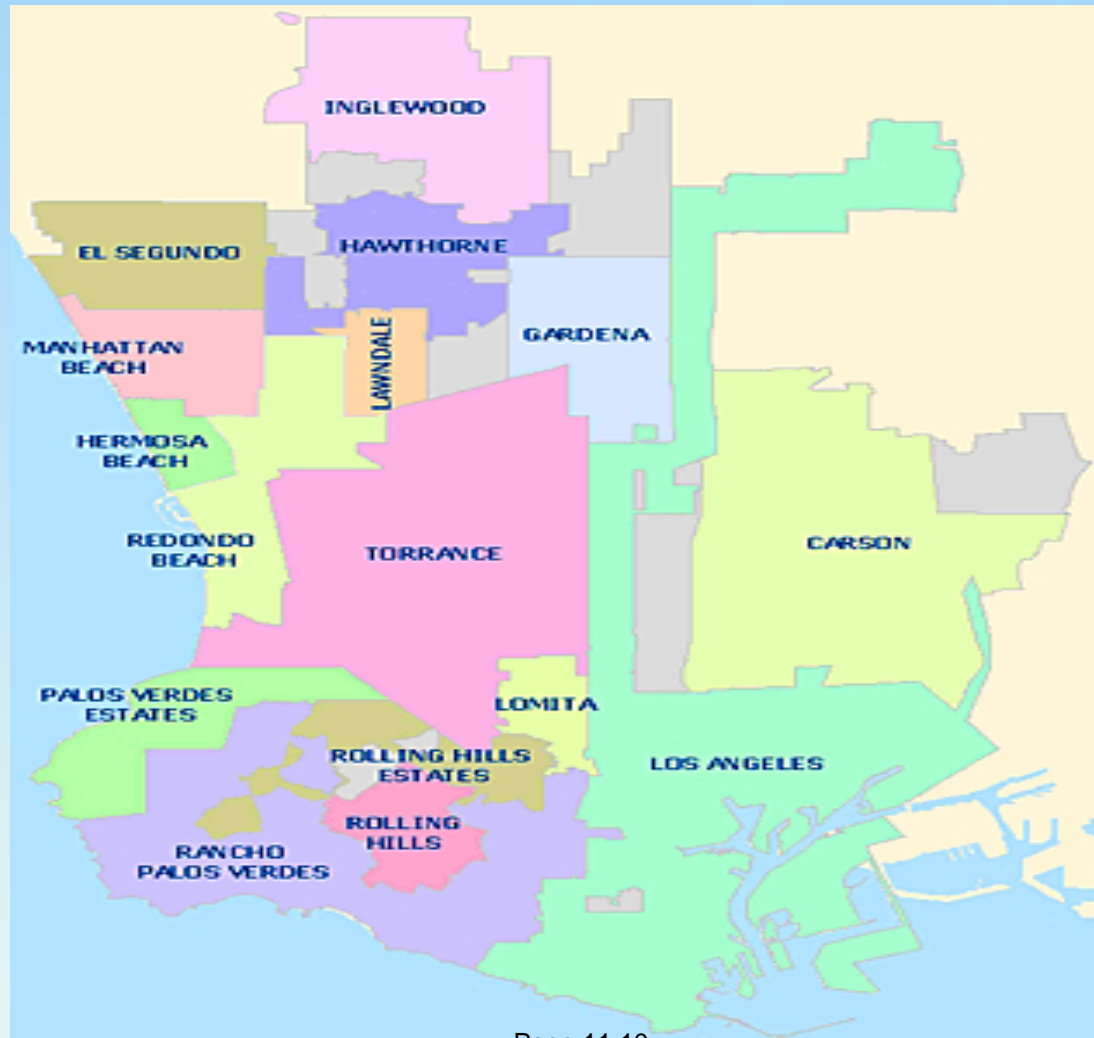 INGLEWOOD
EL SEGUNDO
HAWTHORNE
MANHATTAN
BEACH
LAWNDALE
GARDENA
HERMOSA
BEACH
REDONDO
BEACH
TORRANCE
CARSON
PALOS VERDES
ESTATES
LOMITA
ROLLING HILLS
ESTATES
LOS ANGELES
ROLLING
HILLS
RANCHO
PALOS VERDES